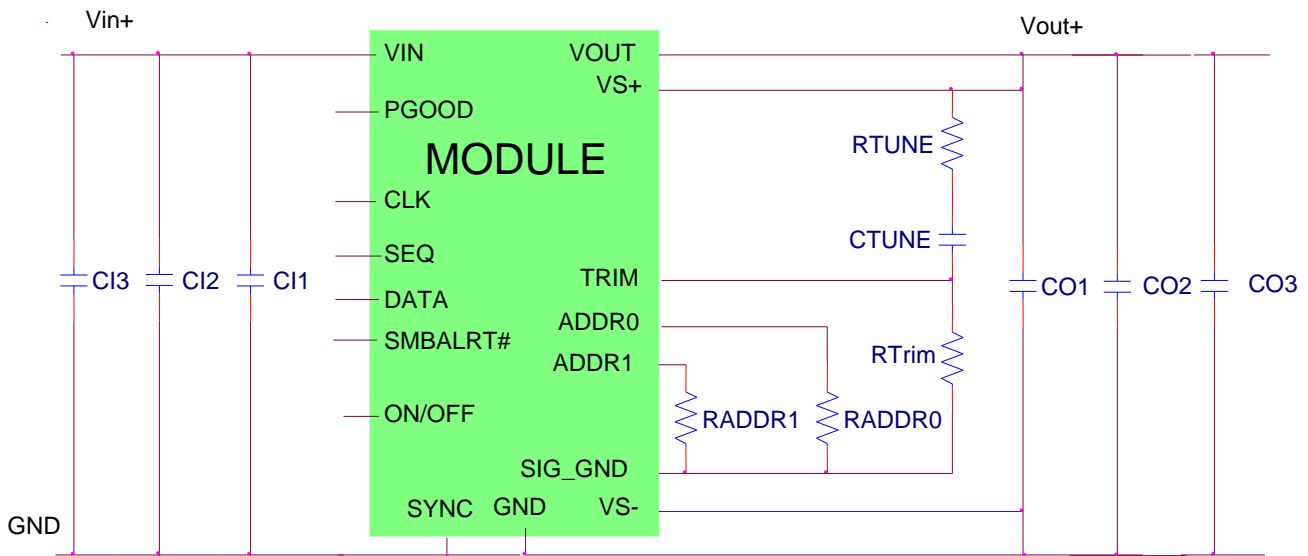 Vin+
Vout+
VIN
VOUT
VS+
PGOOD
MODULE
RTUNE
CLK
CTUNE
SEQ
TRIM
CI3
CI2
CI1
CO1
CO2
CO3
DATA
ADDR0
SMBALRT#
ADDR1
RTrim
ON/OFF
RADDR1
RADDR0
SIG_GND
SYNC
GND
VS-
GND